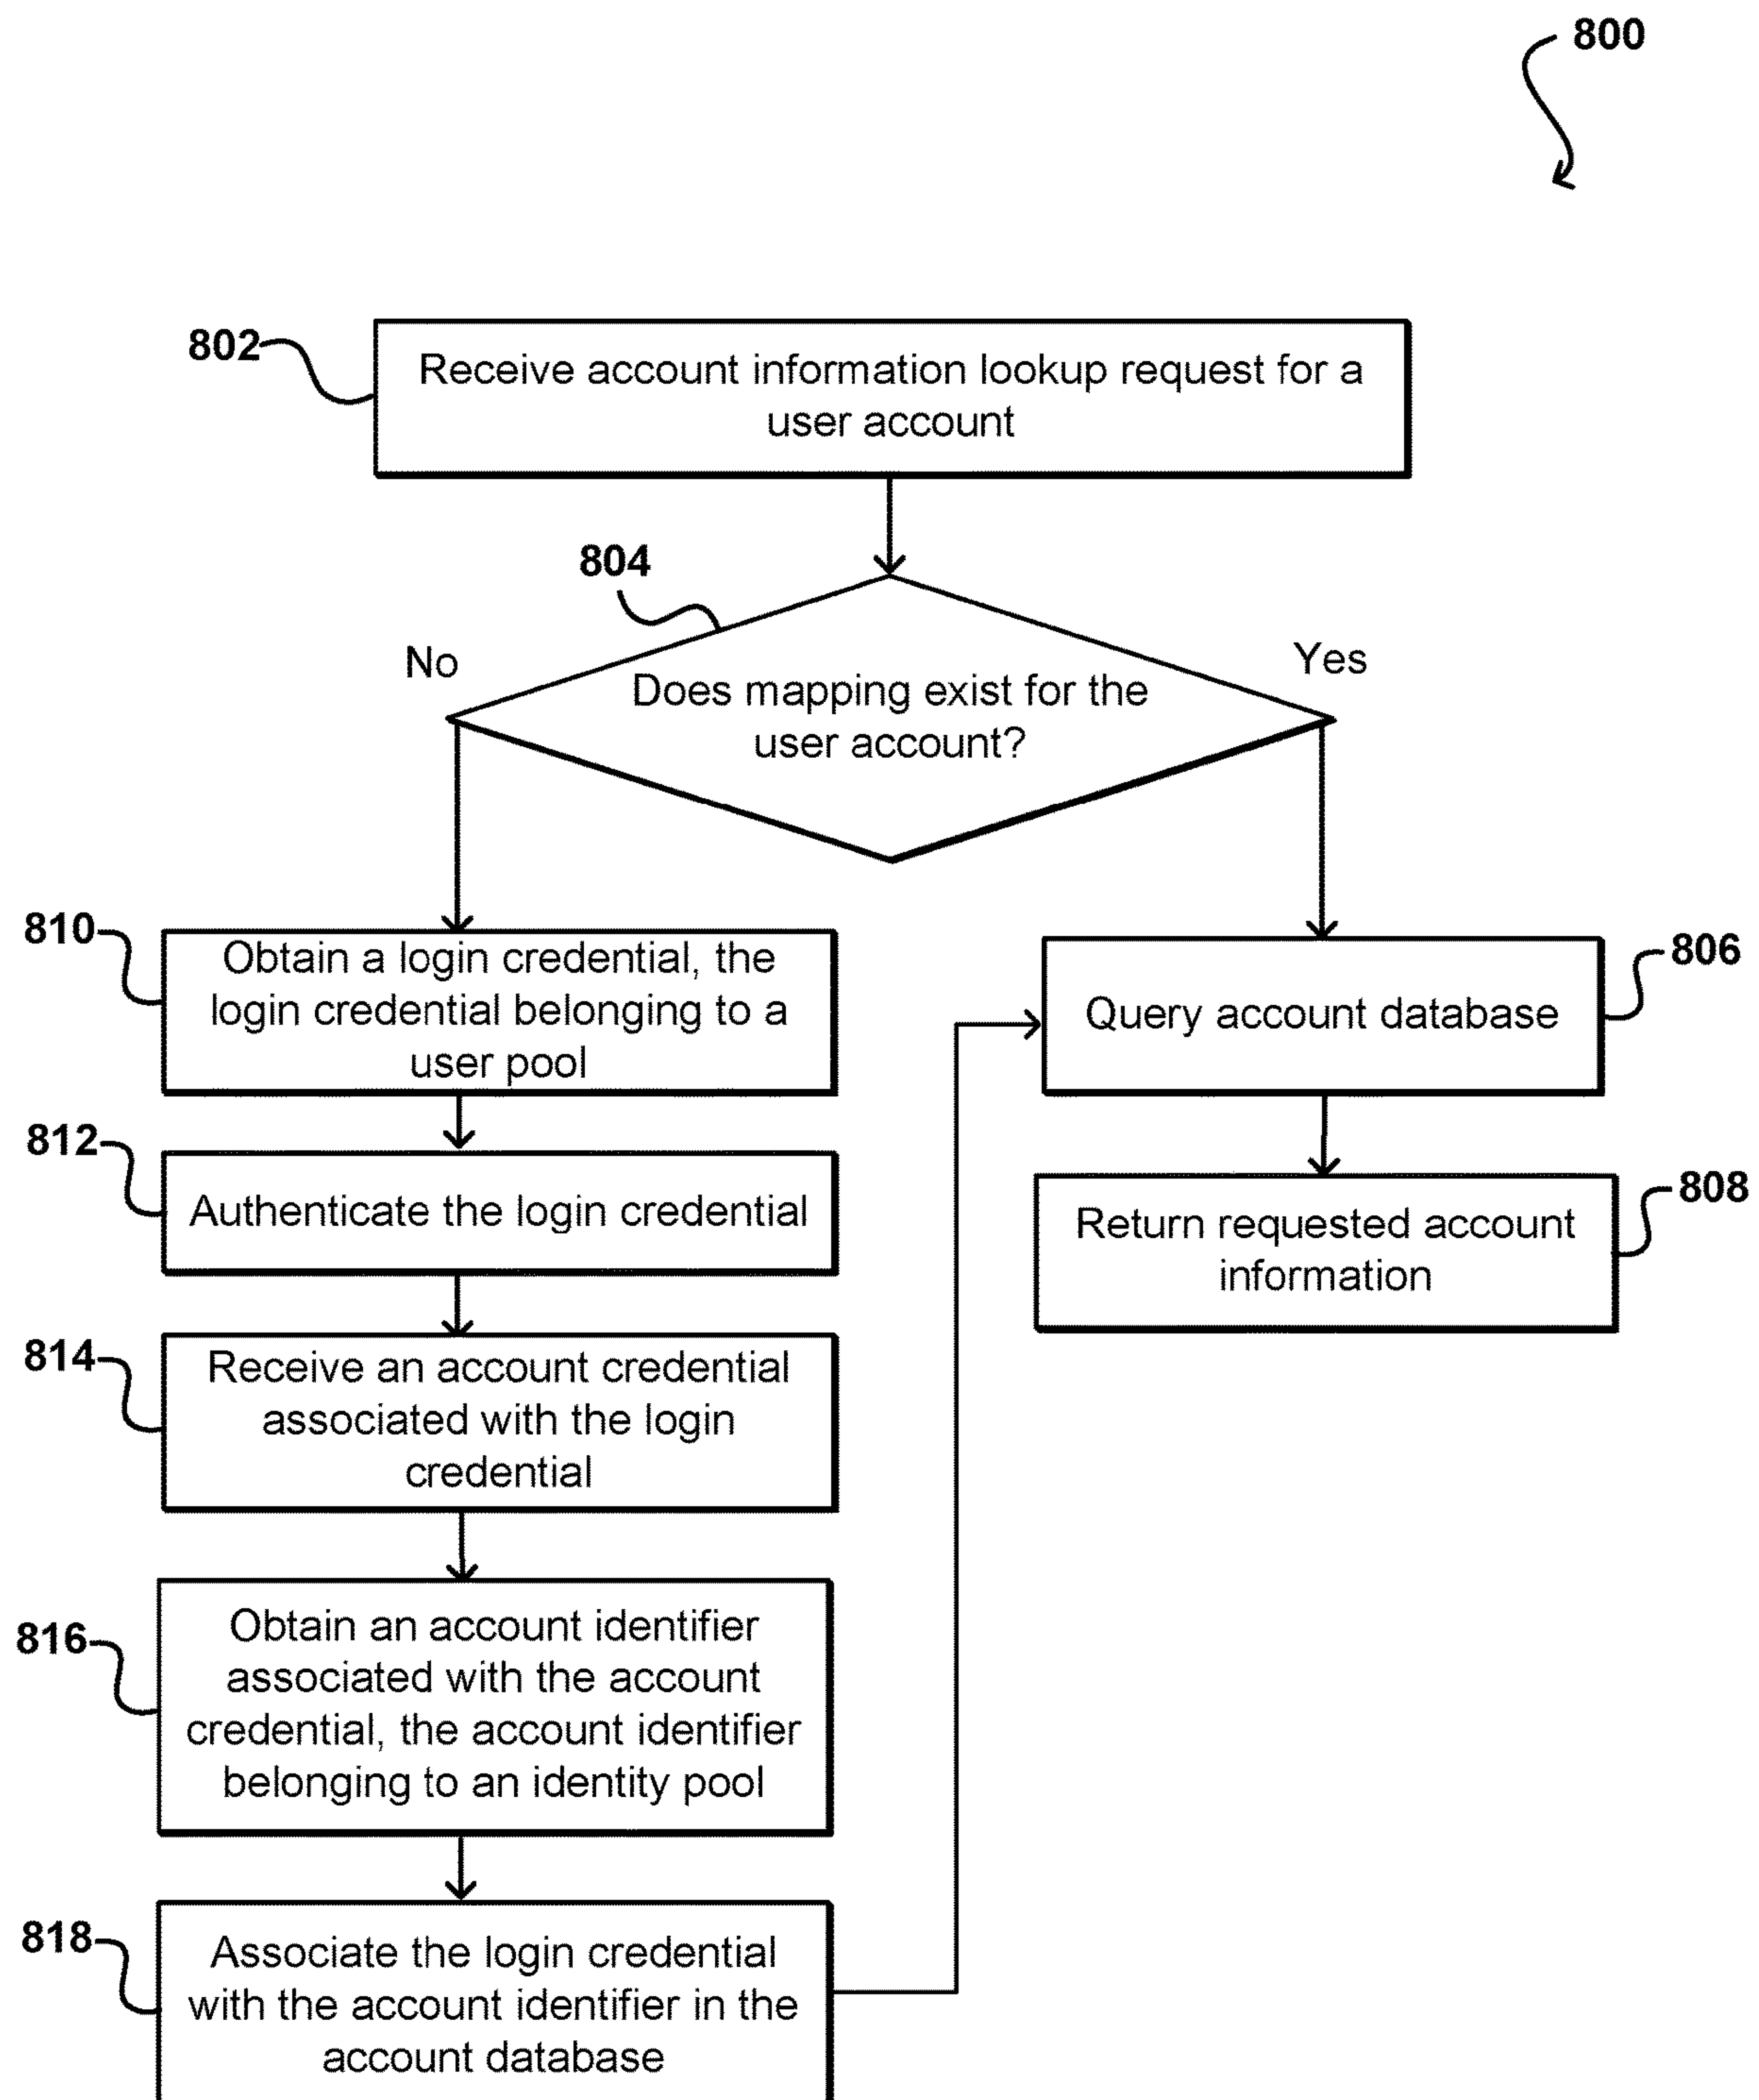 800
802
Receive account information lookup request for a
user account
804
No
Yes
Does mapping exist for the
user account?
810
Obtain a login credential, the
login credential belonging to a
user pool
806
Query account database
812
Authenticate the login credential
808
Return requested account
information
814
Receive an account credential
associated with the login
credential
816
Obtain an account identifier
associated with the account
credential, the account identifier
belonging to an identity pool
818
Associate the login credential
with the account identifier in the
account database